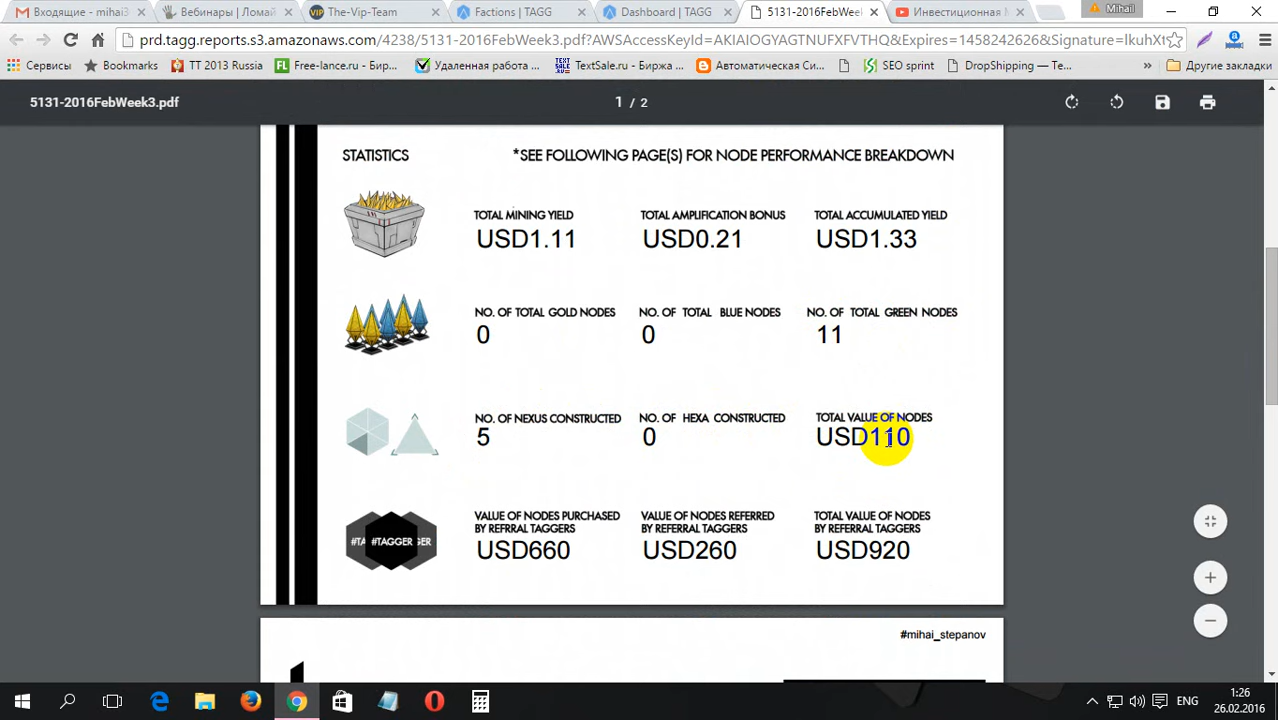 Входящие - mihai3
Вебинары / Ломай
The-Vip-Team
Factions | TAGG
Dashboard | TAGG
5131-2016FebWeek
Инвестиционная М
Mihail
prd.taggreports.s3.amazonaws.com/4238/5131-2016FebWeek3.pdf?AWSAccessKeyId=AKIAIOGYAGTNUFXFVTHQ&Expires=1458242626&Signature=lkuhXt
Сервисы
Bookmarks
TT 2013 Russia
Free-lance.ru - Бир...
Удаленная работа ...
TextSale.ru - Биржа ...
Автоматическая Си...
SEO sprint
DropShipping — Те...
»
Другие закладки
5131-2016FebWeek3.pdf
1 / 2
STATISTICS
*SEE FOLLOWING PAGE(S) FOR NODE PERFORMANCE BREAKDOWN
TOTAL MINING YIELD
TOTAL AMPLIFICATION BONUS
TOTAL ACCUMULATED YIELD
USD1.11
USD0.21
USD1.33
NO. OF TOTAL GOLD NODES
NO. OF TOTAL BLUE NODES
NO. OF TOTAL GREEN NODES
0
0
11
NO. OF NEXUS CONSTRUCTED
NO. OF HEXA CONSTRUCTED
TOTAL VALUE OF NODES
5
0
USD110
VALUE OF NODES PURCHASED
BY REFRRAL TAGGERS
VALUE OF NODES REFERRED
BY REFERRAL TAGGERS
TOTAL VALUE OF NODES
BY REFERRAL TAGGERS
#TA #TAGGER GER
USD660
USD260
USD920
#mihai_stepanov
ENG
1:26
26.02.2016